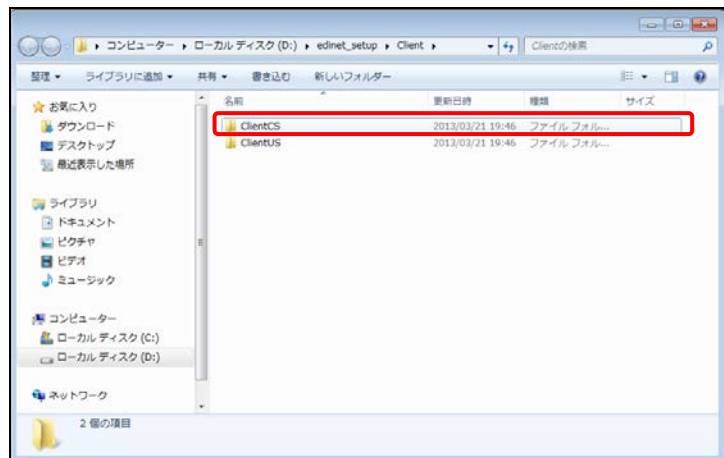 コンピューター ローカル ディスク (D:) edinet_setup Client Clientの検索
整理 ライブラリに追加 共有 書き込む 新しいフォルダー
名前 更新日時 種類 サイズ
ClientCS 2013/03/21 19:46 ファイル フォル...
ClientUS 2013/03/21 19:46 ファイル フォル...
お気に入り
ダウンロード
デスクトップ
最近表示した場所
ライブラリ
ドキュメント
ピクチャ
ビデオ
ミュージック
コンピューター
ローカル ディスク (C:)
ローカル ディスク (D:)
ネットワーク
2 個の項目